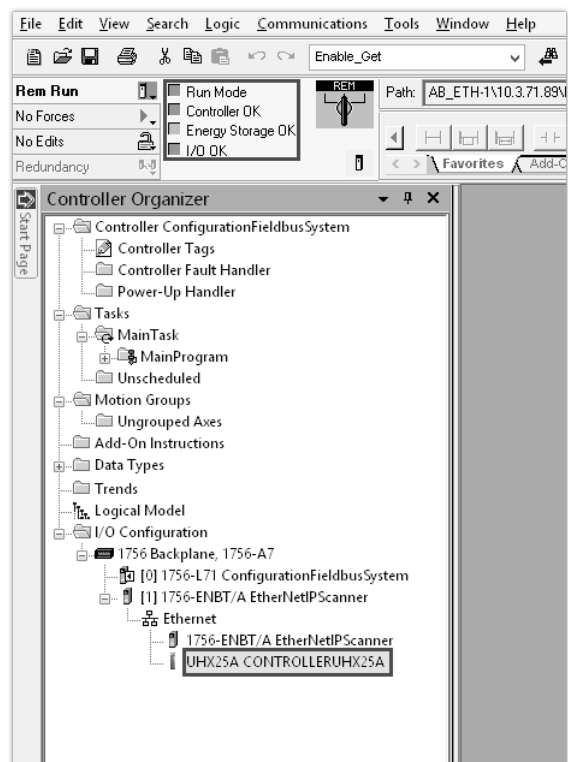 File Edit View Search Logic Communications Tools Window Help
Enable_Get
Rem Run
No Forces
No Edits
Redundancy
Run Mode
Controller OK
Energy Storage OK
I/O OK
REM
Path: AB_ETH-1\10.3.71.89\
Favorites Add-O
Start Page
Controller Organizer
Controller ConfigurationFieldbusSystem
Controller Tags
Controller Fault Handler
Power-Up Handler
Tasks
MainTask
MainProgram
Unscheduled
Motion Groups
Ungrouped Axes
Add-On Instructions
Data Types
Trends
Logical Model
I/O Configuration
1756 Backplane, 1756-A7
[0] 1756-L71 ConfigurationFieldbusSystem
[1] 1756-ENBT/A EtherNetIPScanner
Ethernet
1756-ENBT/A EtherNetIPScanner
UHX25A CONTROLLERUHX25A